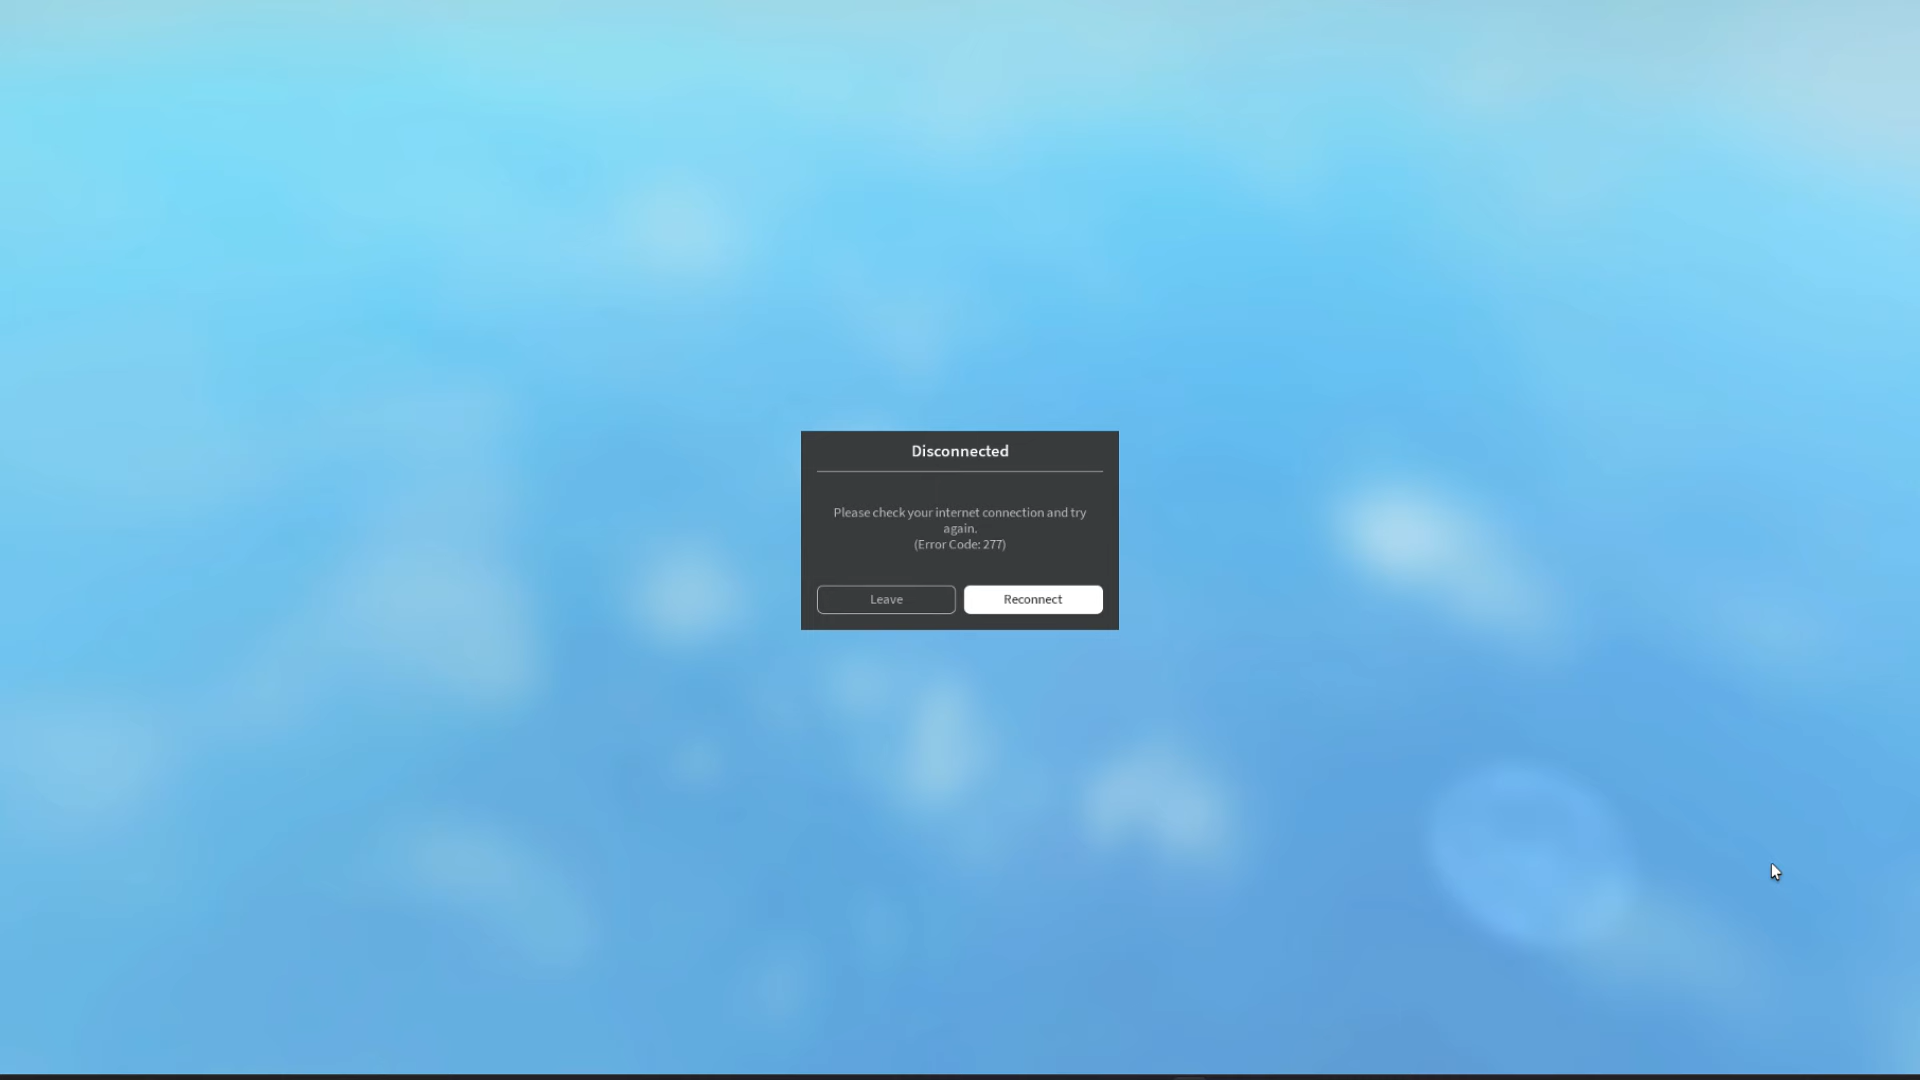 Disconnected
Please check your internet connection and try
again.
(Error Code: 277)
Leave
Reconnect